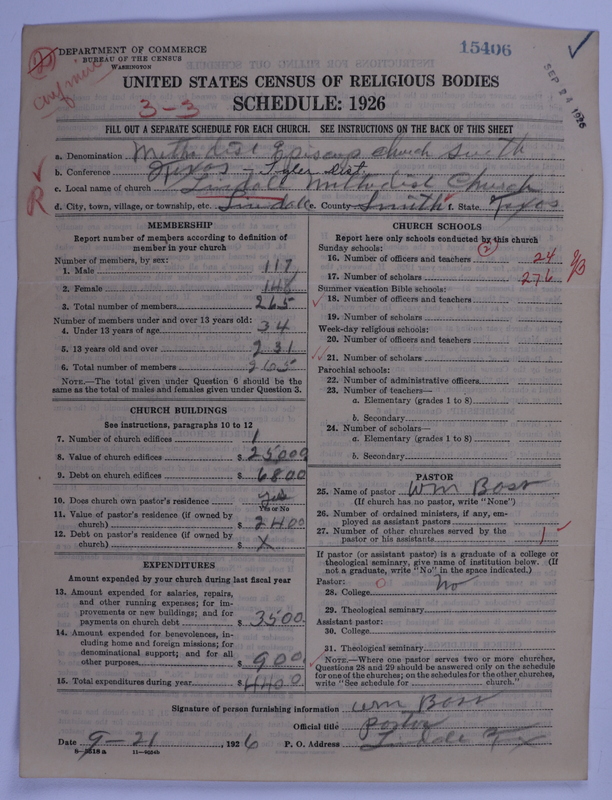 DEPARTMENT OF COMMERCE
BUREAU OF THE CENSUS
WASHINGTON
15406
SEP 24 1926
UNITED STATES CENSUS OF RELIGIOUS BODIES
3-3
SCHEDULE: 1926
FILL OUT A SEPARATE SCHEDULE FOR EACH CHURCH. SEE INSTRUCTIONS ON THE BACK OF THIS SHEET
a. Denomination Methodist Episcop church South
b. Conference Texas - Tyler Dist
R
c. Local name of church Lindale Methodist Church
d. City, town, village, or township, etc. Lindale e. County Smith f. State Texas
MEMBERSHIP
Report number of members according to definition of member in your church
Number of members, by sex:
1. Male 117
2. Female 148
3. Total number of members 265
Number of members under and over 13 years old:
4. Under 13 years of age 34
5. 13 years old and over 231
6. Total number of members 265
NOTE.—The total given under Question 6 should be the same as the total of males and females given under Question 3.
CHURCH BUILDINGS
See instructions, paragraphs 10 to 12
7. Number of church edifices 1
8. Value of church edifices $ 25000
9. Debt on church edifices $ 6800
10. Does church own pastor's residence yes
Yes or No
11. Value of pastor's residence (if owned by church) $ 2400
12. Debt on pastor's residence (if owned by church) $ X
EXPENDITURES
Amount expended by your church during last fiscal year
13. Amount expended for salaries, repairs, and other running expenses; for improvements or new buildings; and for payments on church debt $ 3500
14. Amount expended for benevolences, including home and foreign missions; for denominational support; and for all other purposes $ 900
15. Total expenditures during year $ 4400
CHURCH SCHOOLS
Report here only schools conducted by this church
Sunday schools: 2
16. Number of officers and teachers 24
17. Number of scholars 276
Summer vacation Bible schools:
18. Number of officers and teachers
19. Number of scholars
Week-day religious schools:
20. Number of officers and teachers
21. Number of scholars
Parochial schools:
22. Number of administrative officers
23. Number of teachers—
a. Elementary (grades 1 to 8)
b. Secondary
24. Number of scholars—
a. Elementary (grades 1 to 8)
b. Secondary
PASTOR
25. Name of pastor Wm Boss
(If church has no pastor, write "None")
26. Number of ordained ministers, if any, employed as assistant pastors
27. Number of other churches served by the pastor or his assistants 1
If pastor (or assistant pastor) is a graduate of a college or theological seminary, give name of institution below. (If not a graduate, write "No" in the space indicated.)
Pastor:
28. College No
29. Theological seminary
Assistant pastor:
30. College
31. Theological seminary
NOTE.—Where one pastor serves two or more churches, Questions 28 and 29 should be answered only on the schedule for one of the churches; on the schedules for the other churches, write "See schedule for church."
Signature of person furnishing information Wm Boss
Official title Pastor
Date 9-21, 1926 P. O. Address Lindale Tx
8-2518a 11-9024b